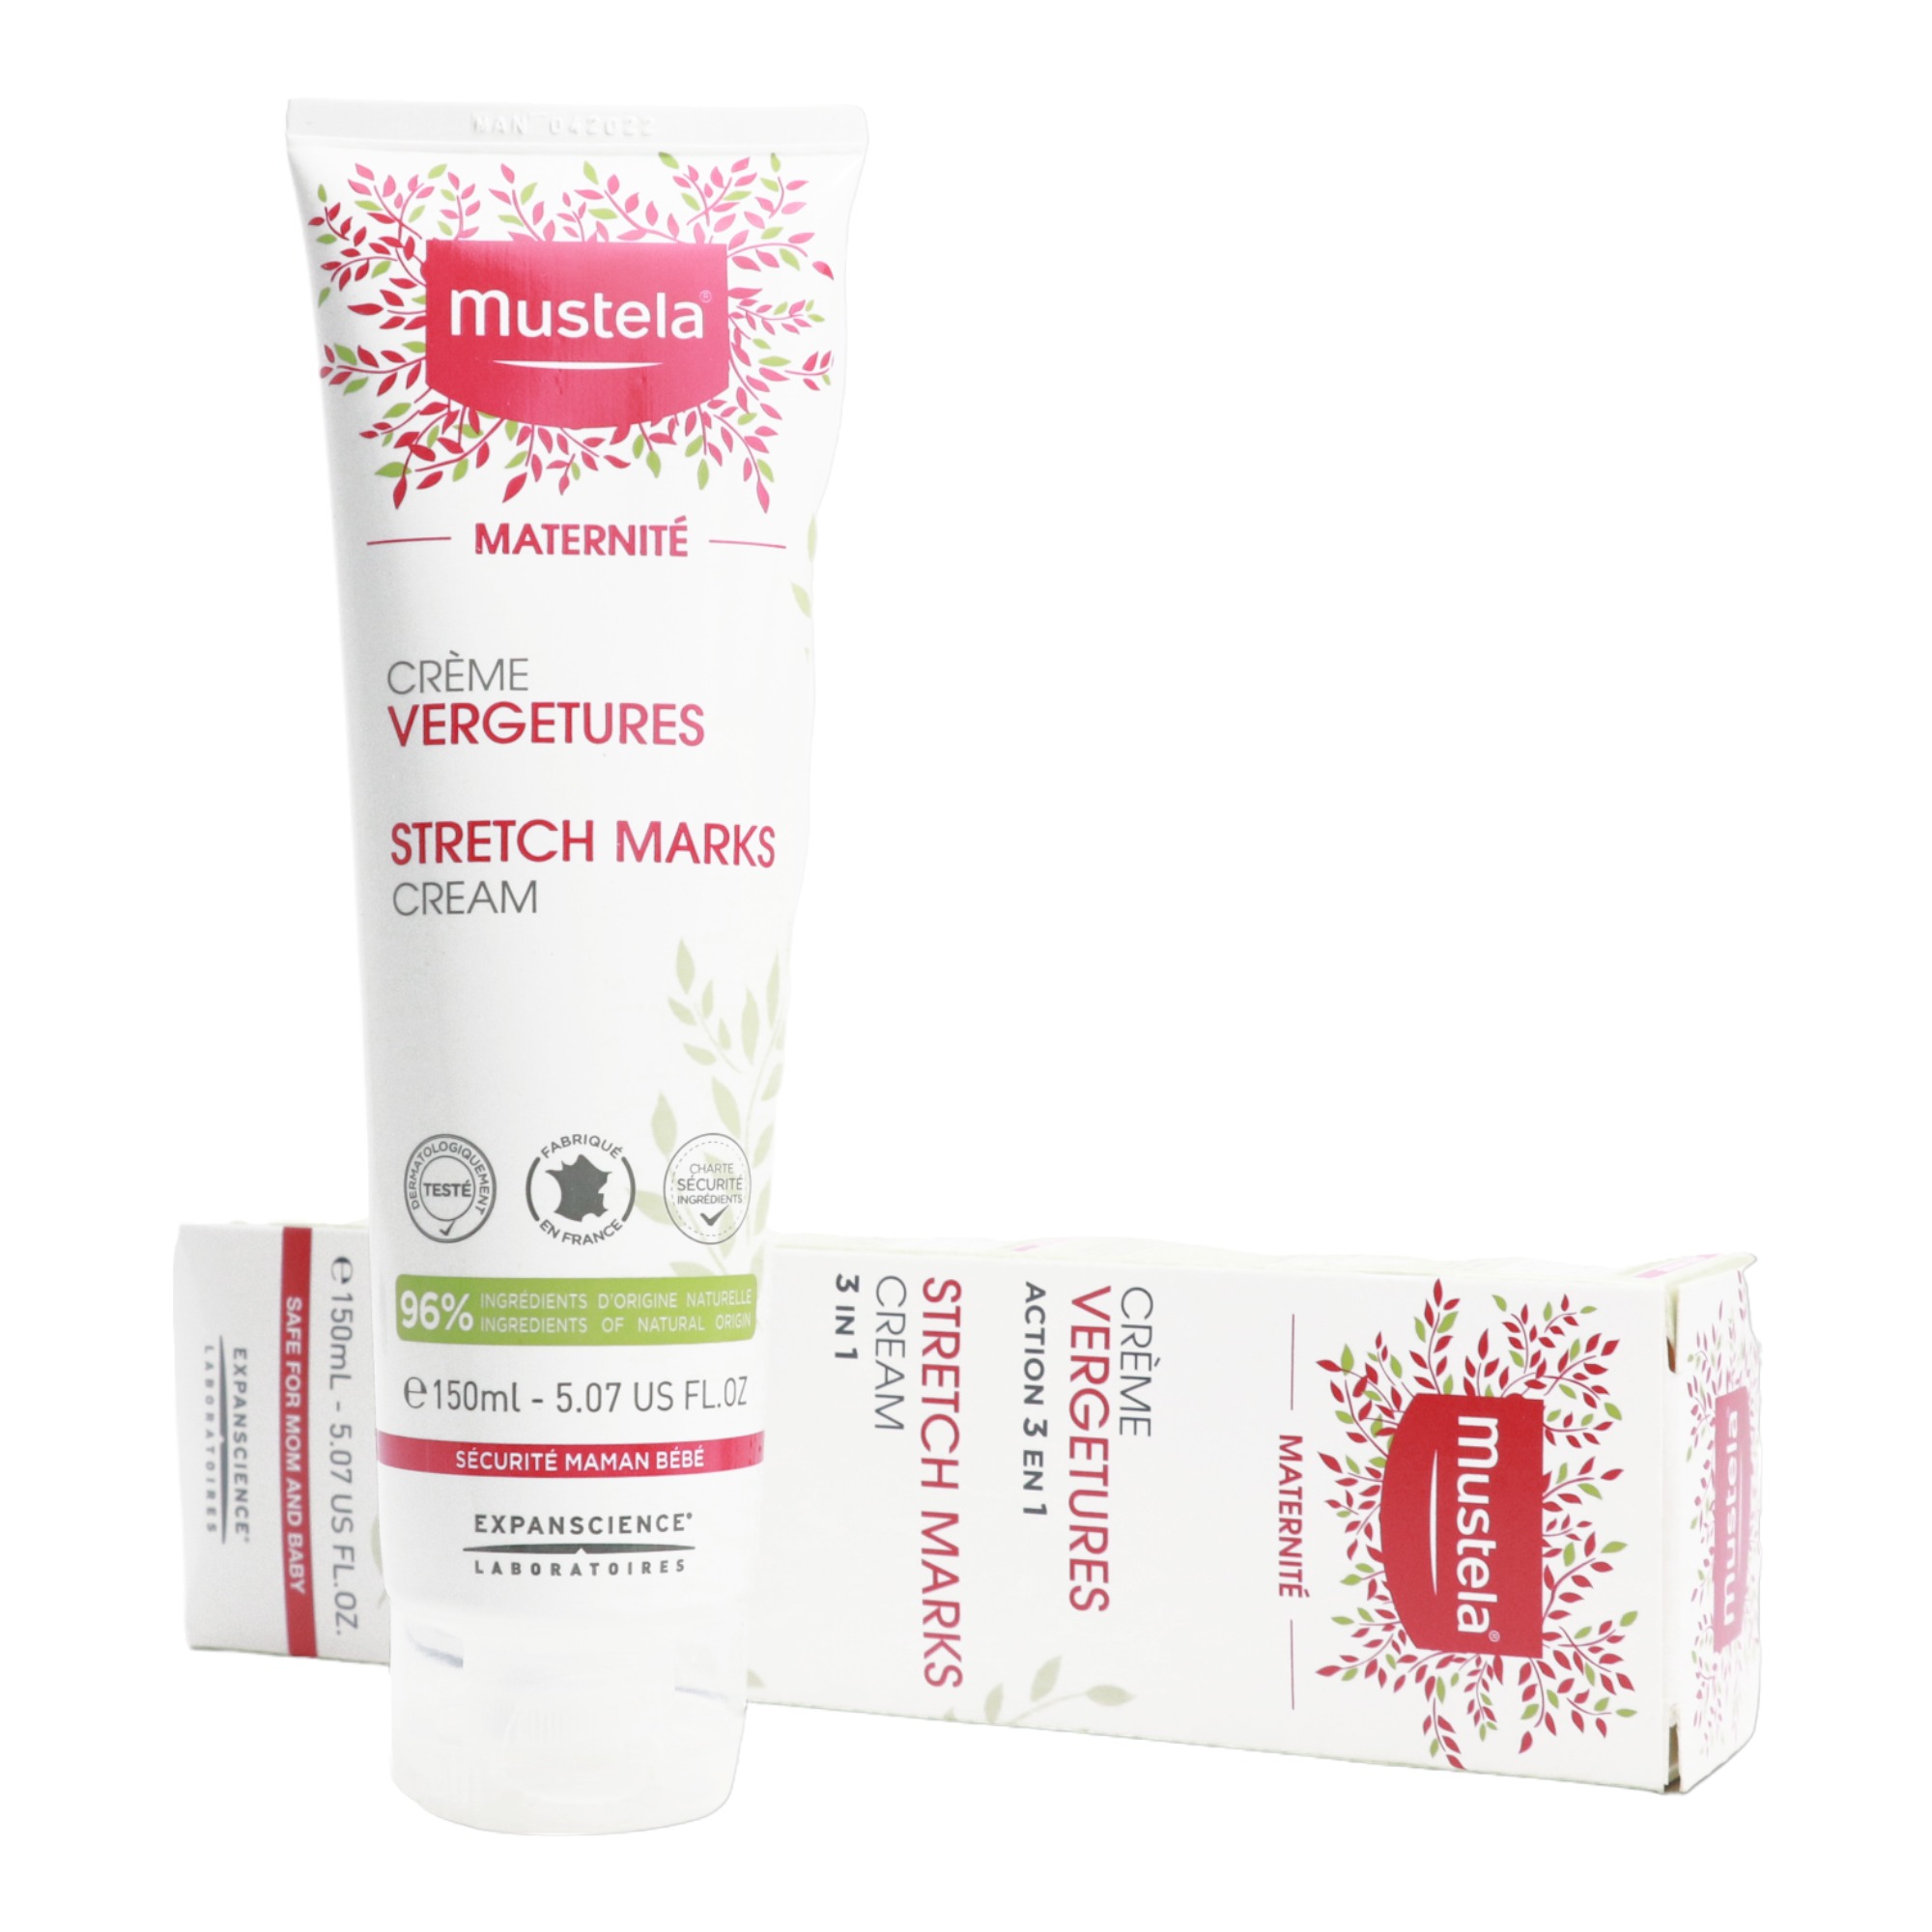 MAN 042022
mustela®
MATERNITÉ
CRÈME
VERGETURES
STRETCH MARKS
CREAM
DERMATOLOGIQUEMENT
TESTÉ
FABRIQUÉ
EN FRANCE
CHARTE
SÉCURITÉ
INGRÉDIENTS
96% INGRÉDIENTS D'ORIGINE NATURELLE
INGREDIENTS OF NATURAL ORIGIN
℮150ml - 5.07 US FL.OZ
SÉCURITÉ MAMAN BÉBÉ
EXPANSCIENCE®
LABORATOIRES
mustela
mustela®
MATERNITÉ
CRÈME
VERGETURES
ACTION 3 EN 1
STRETCH MARKS
CREAM
3 IN 1
℮150mL - 5.07 US FL.OZ.
SAFE FOR MOM AND BABY
EXPANSCIENCE®
LABORATOIRES